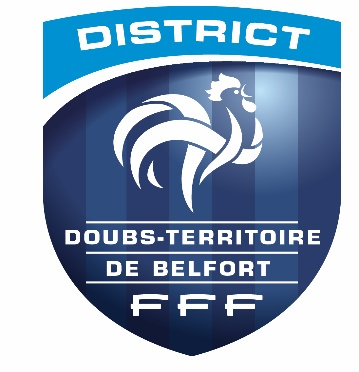 DISTRICT
DOUBS-TERRITOIRE
DE BELFORT
FFF